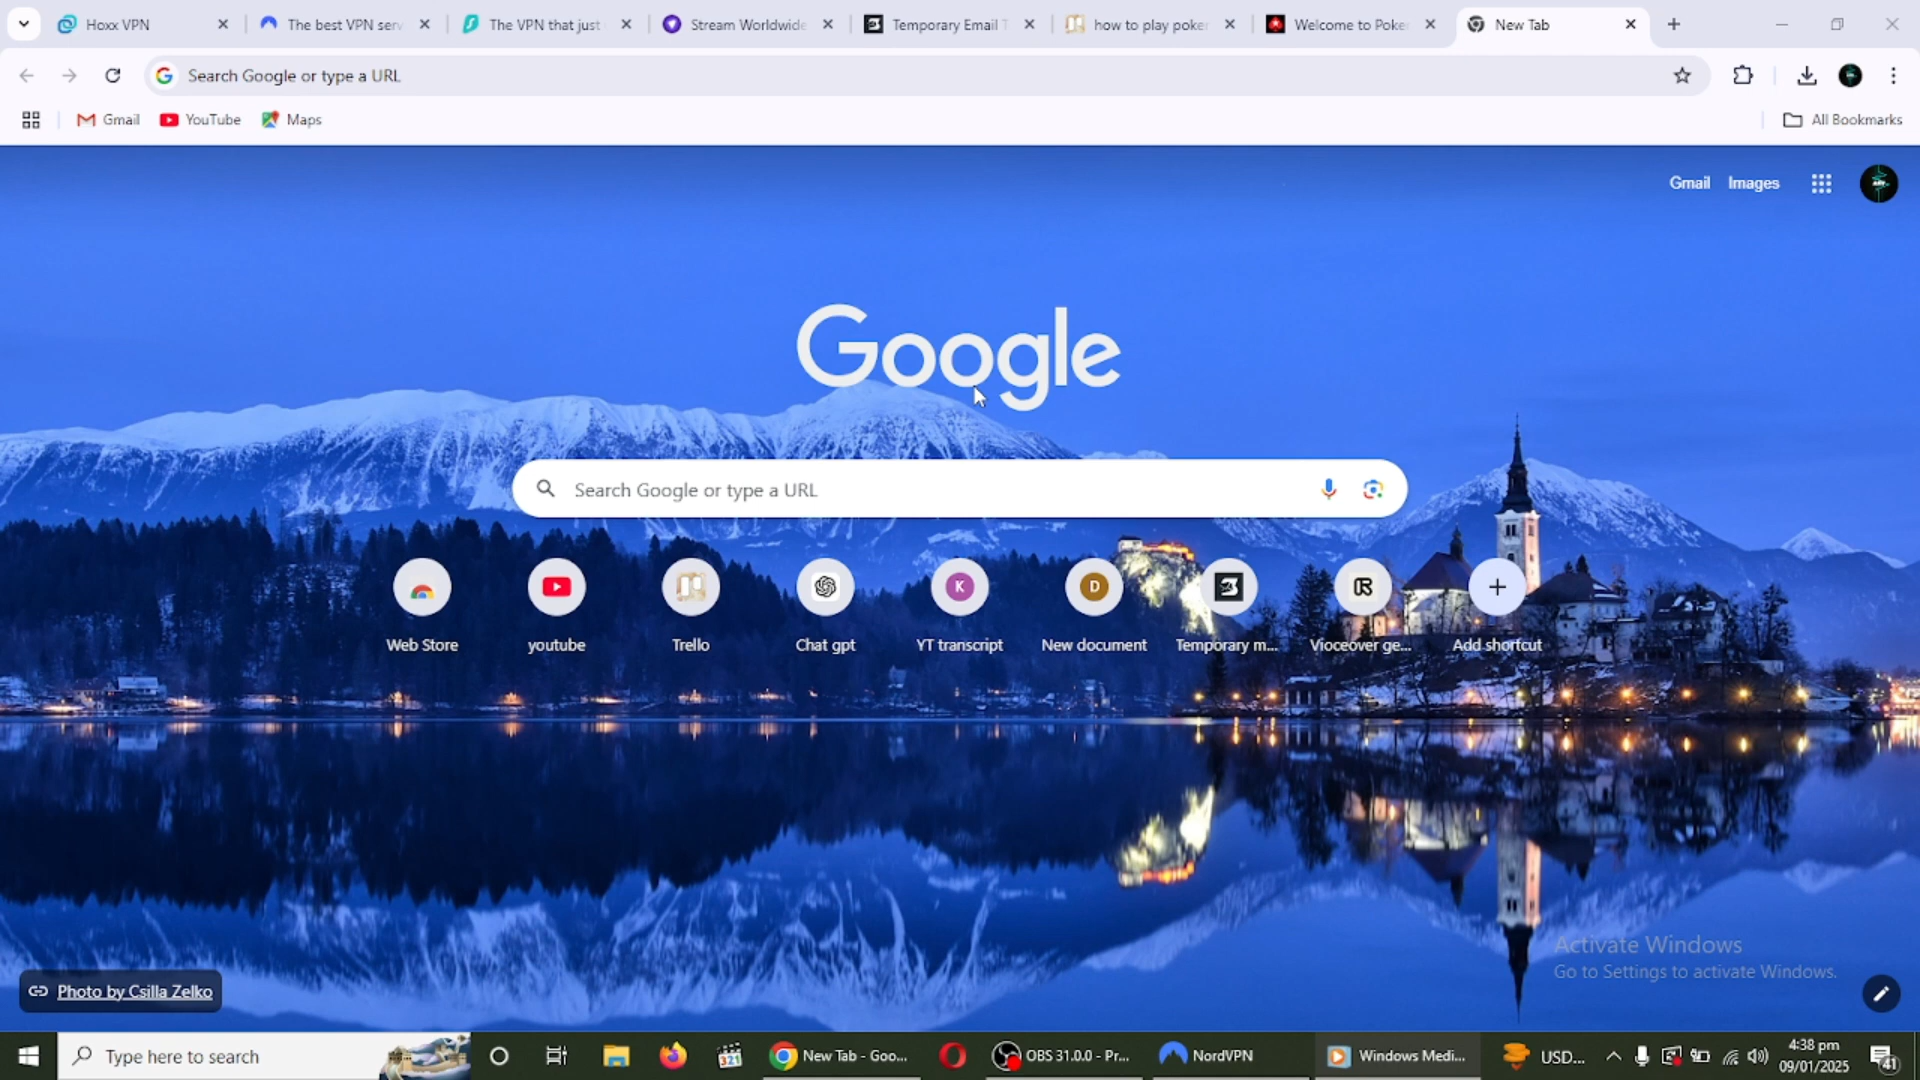 Hoxx VPN
The best VPN serv
The VPN that just
Stream Worldwide
Temporary Email T
how to play poker
Welcome to Poke
New Tab
Search Google or type a URL
Gmail
YouTube
Maps
All Bookmarks
Gmail
Images
Google
Search Google or type a URL
Web Store
youtube
Trello
Chat gpt
YT transcript
New document
Temporary m...
Vioceover ge...
Add shortcut
K
D
Activate Windows
Go to Settings to activate Windows.
Photo by Csilla Zelko
Type here to search
New Tab - Goo...
OBS 31.0.0 - Pr...
NordVPN
Windows Medi...
USD...
4:38 pm
09/01/2025
41
321